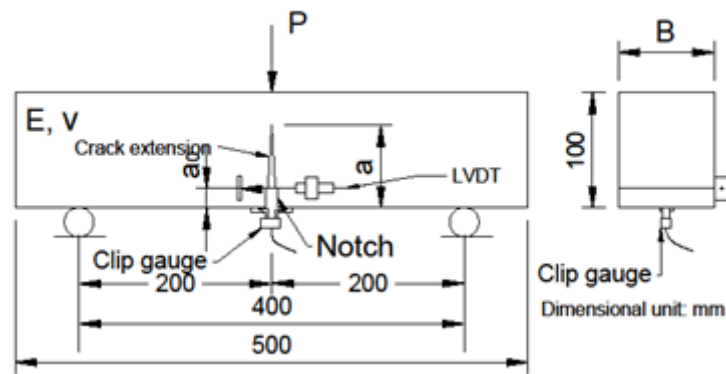 P
B
E, v
Crack extension
a₀
a
100
LVDT
Clip gauge
Notch
200
200
400
500
Clip gauge
Dimensional unit: mm